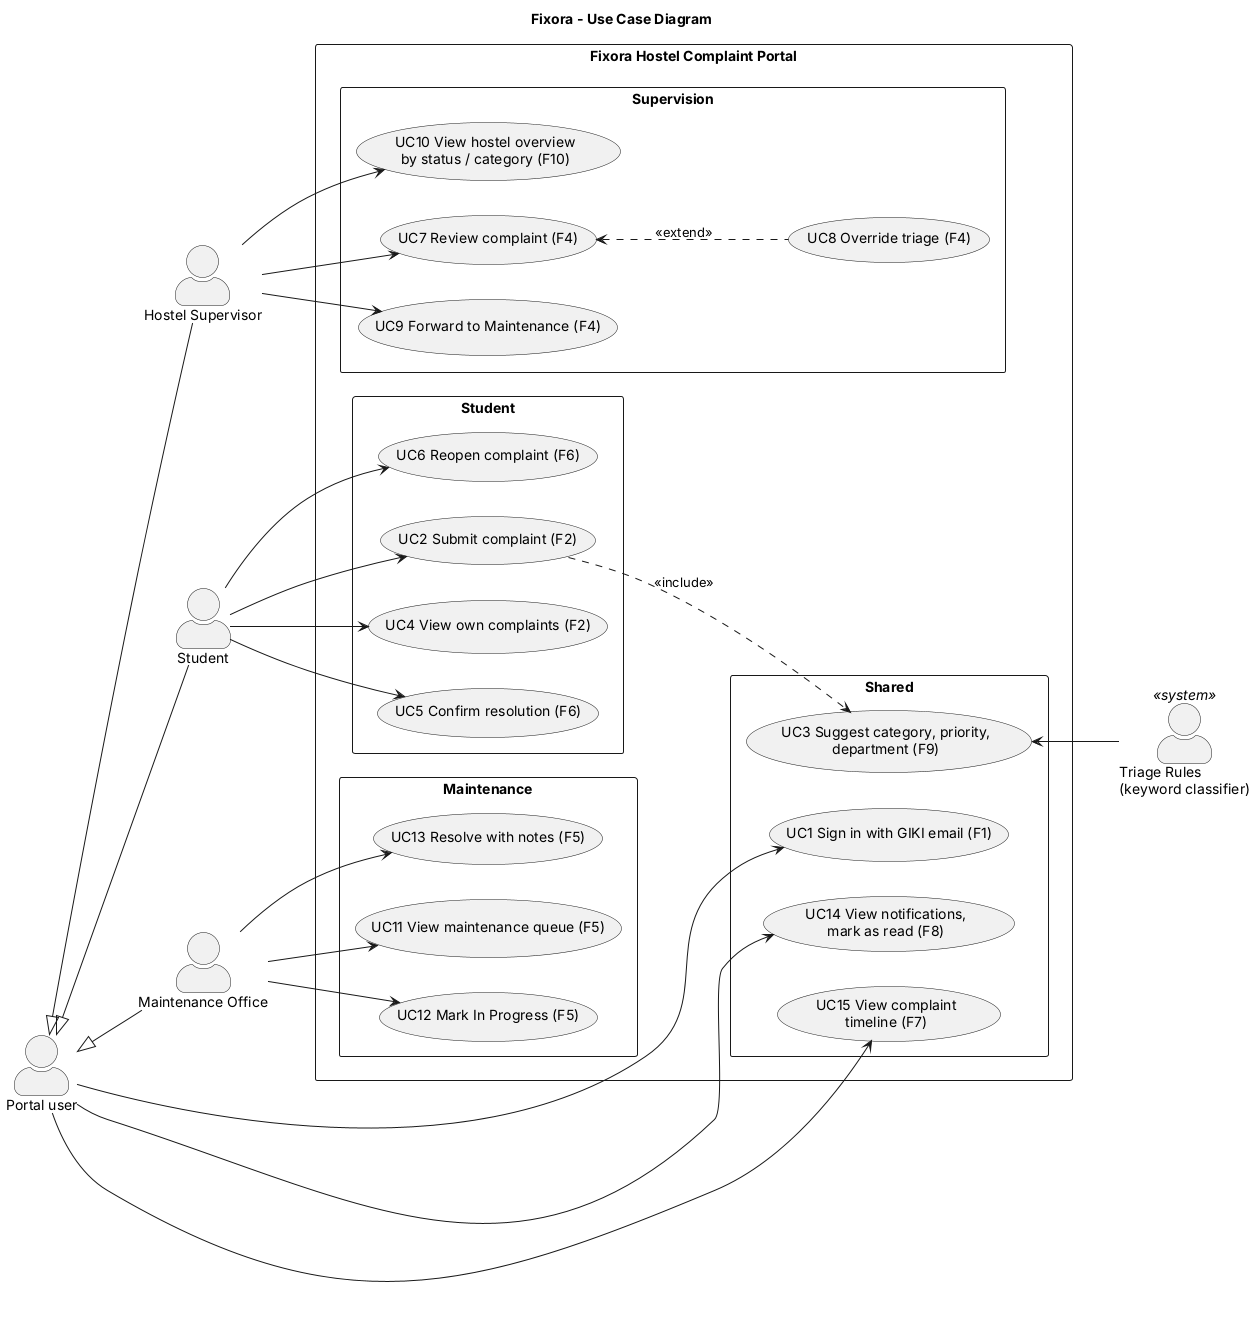 Fixora - Use Case Diagram
Fixora Hostel Complaint Portal
Supervision
UC10 View hostel overview
by status / category (F10)
UC7 Review complaint (F4)
«extend»
UC8 Override triage (F4)
UC9 Forward to Maintenance (F4)
Hostel Supervisor
Student
UC6 Reopen complaint (F6)
UC2 Submit complaint (F2)
«include»
UC4 View own complaints (F2)
UC5 Confirm resolution (F6)
Student
Shared
UC3 Suggest category, priority,
department (F9)
UC1 Sign in with GIKI email (F1)
UC14 View notifications,
mark as read (F8)
UC15 View complaint
timeline (F7)
«system»
Triage Rules
(keyword classifier)
Maintenance
UC13 Resolve with notes (F5)
UC11 View maintenance queue (F5)
UC12 Mark In Progress (F5)
Maintenance Office
Portal user